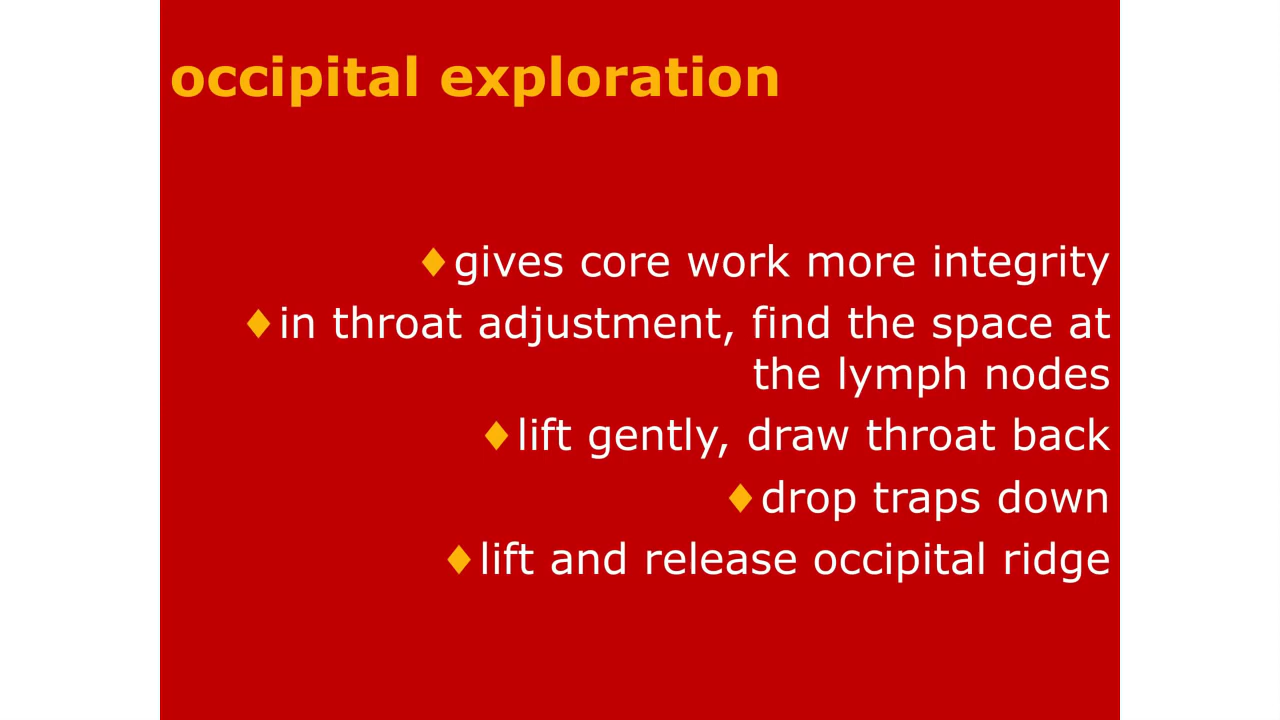 occipital exploration
♦gives core work more integrity
♦in throat adjustment, find the space at
the lymph nodes
♦lift gently, draw throat back
♦drop traps down
♦lift and release occipital ridge